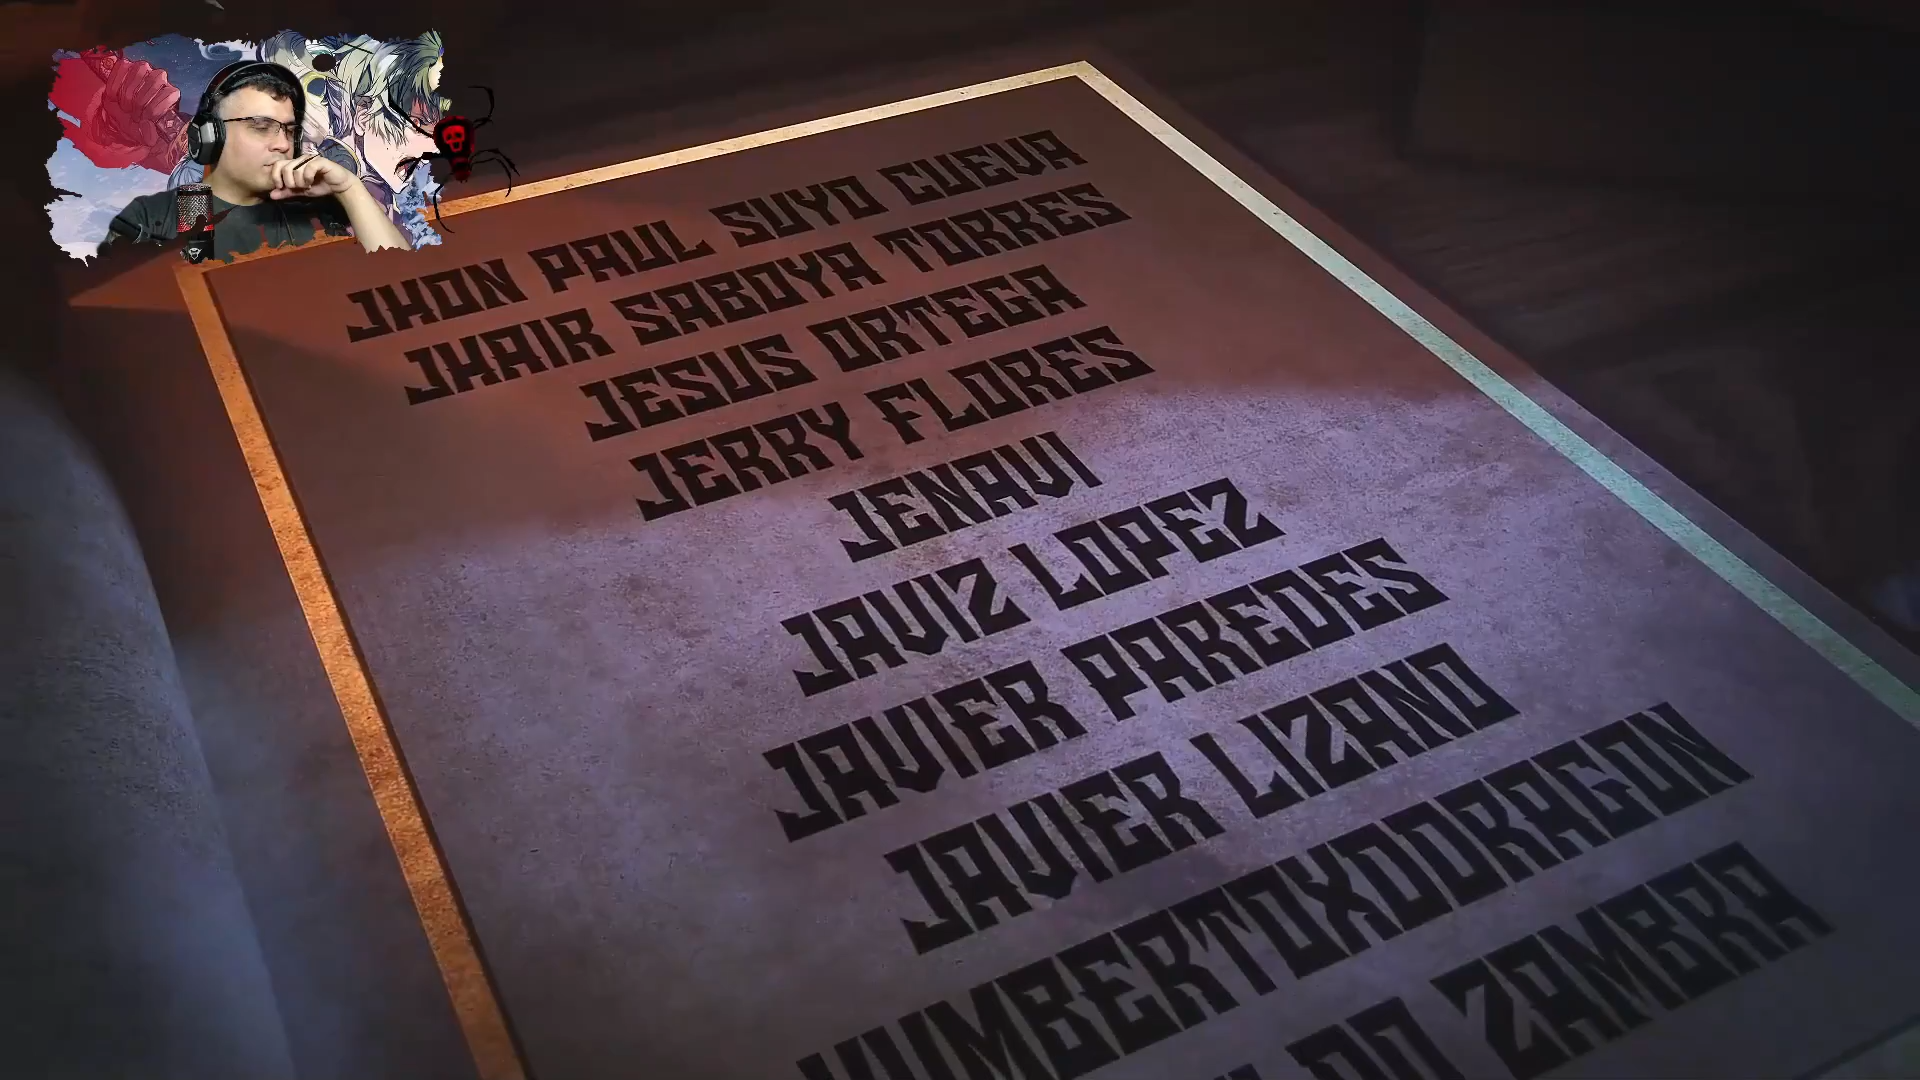 JHON PAUL SUYO CUEVA
JHAIR SABOYA TORRES
JESUS ORTEGA
JERRY FLORES
JENAVI
JAVIZ LOPEZ
JAVIER PAREDES
JAVIER LIZANO
HUMBERTOXDDRAGON
ZAMBRA